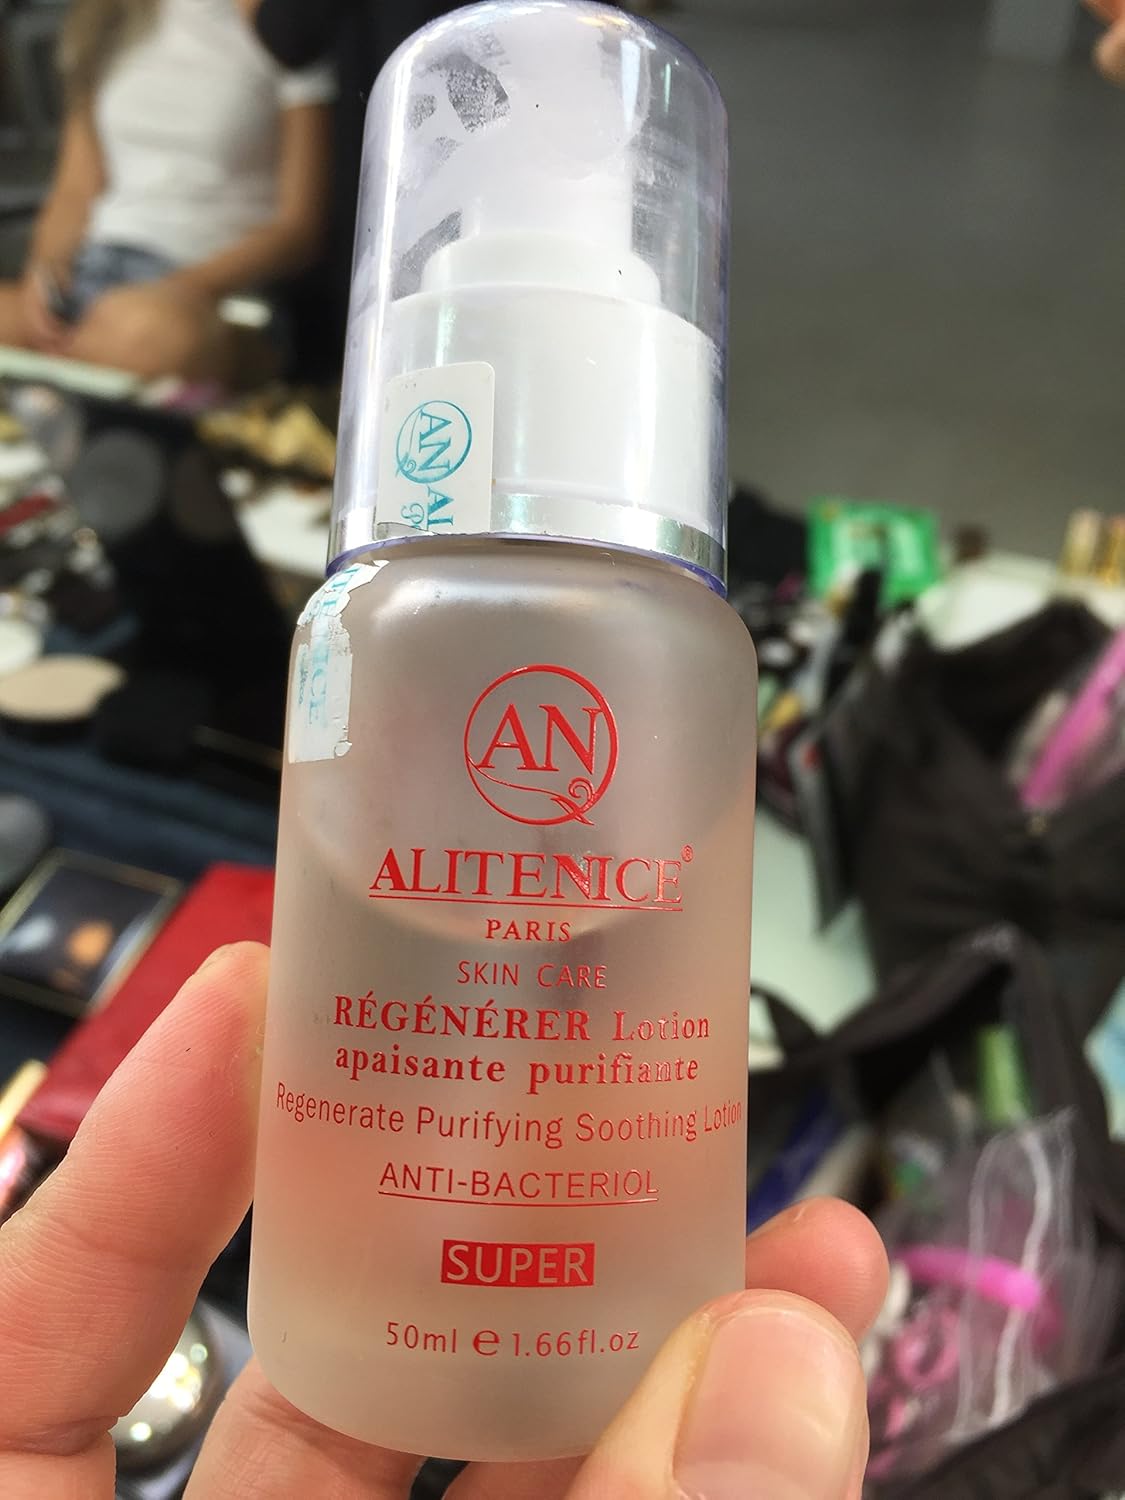 AN
AN
ALITENICE®
PARIS
SKIN CARE
RÉGÉNÉRER Lotion
apaisante purifiante
Regenerate Purifying Soothing Lotion
ANTI-BACTERIOL
SUPER
50ml e 1.66fl.oz